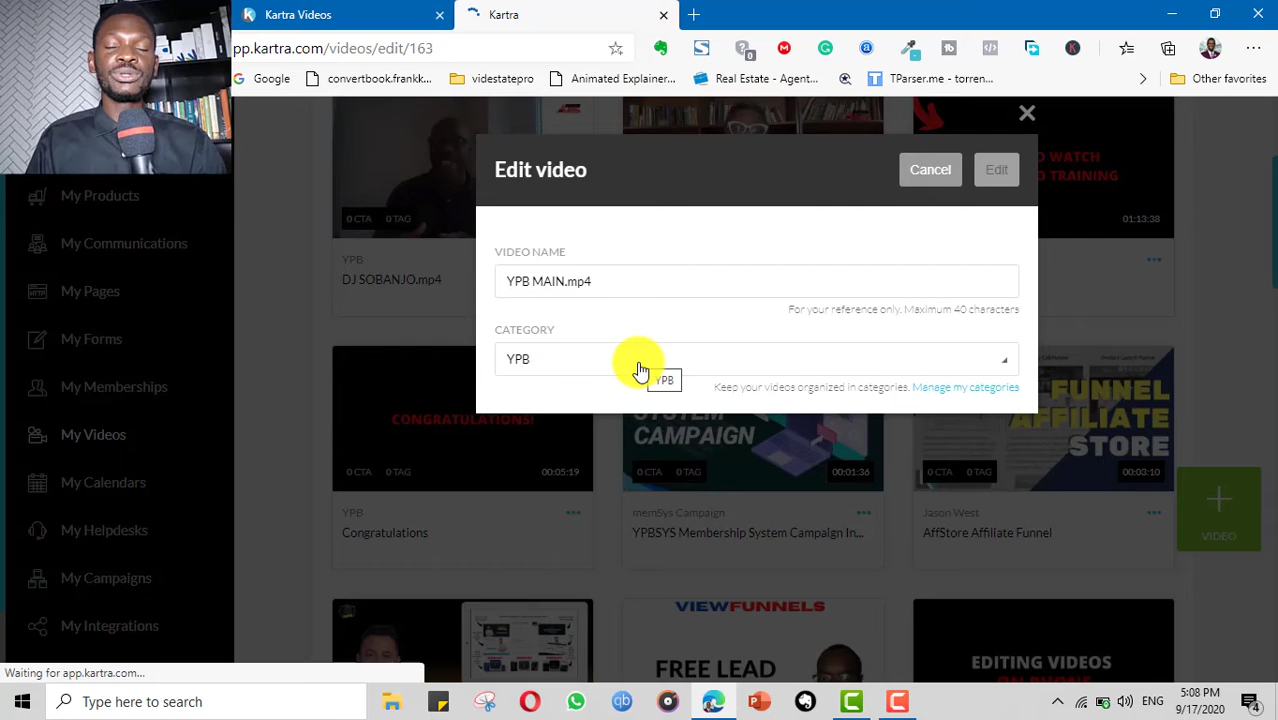 Kartra Videos
Kartra
app.kartra.com/videos/edit/163
Google
convertbook.frankk...
videstatepro
Animated Explainer...
Real Estate - Agent...
TParser.me - torren...
Other favorites
My Products
My Communications
My Pages
My Forms
My Memberships
My Videos
My Calendars
My Helpdesks
My Campaigns
My Integrations
Edit video
Cancel
Edit
VIDEO NAME
YPB MAIN.mp4
For your reference only. Maximum 40 characters
CATEGORY
YPB
YPB
Keep your videos organized in categories. Manage my categories
0 CTA 0 TAG
YPB
DJ SOBANJO.mp4
O WATCH
O TRAINING
01:13:38
CONGRATULATIONS!
0 CTA 0 TAG
00:05:19
YPB
Congratulations
CAMPAIGN
0 CTA 0 TAG
00:01:36
memSys Campaign
YPBSYS Membership System Campaign In...
FUNNEL
AFFILIATE
STORE
0 CTA 0 TAG
00:03:10
Jason West
AffStore Affiliate Funnel
VIDEO
VIEWFUNNELS
FREE LEAD
EDITING VIDEOS
Waiting for app.kartra.com...
Type here to search
ENG
5:08 PM
9/17/2020
4